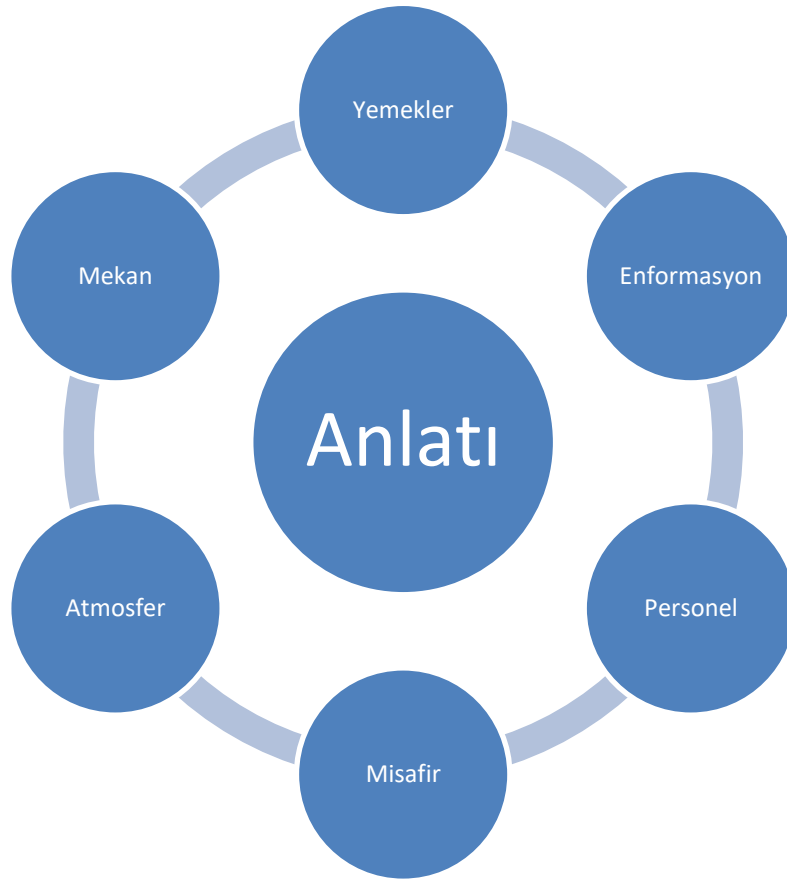 Yemekler
Mekan
Enformasyon
Anlatı
Atmosfer
Personel
Misafir